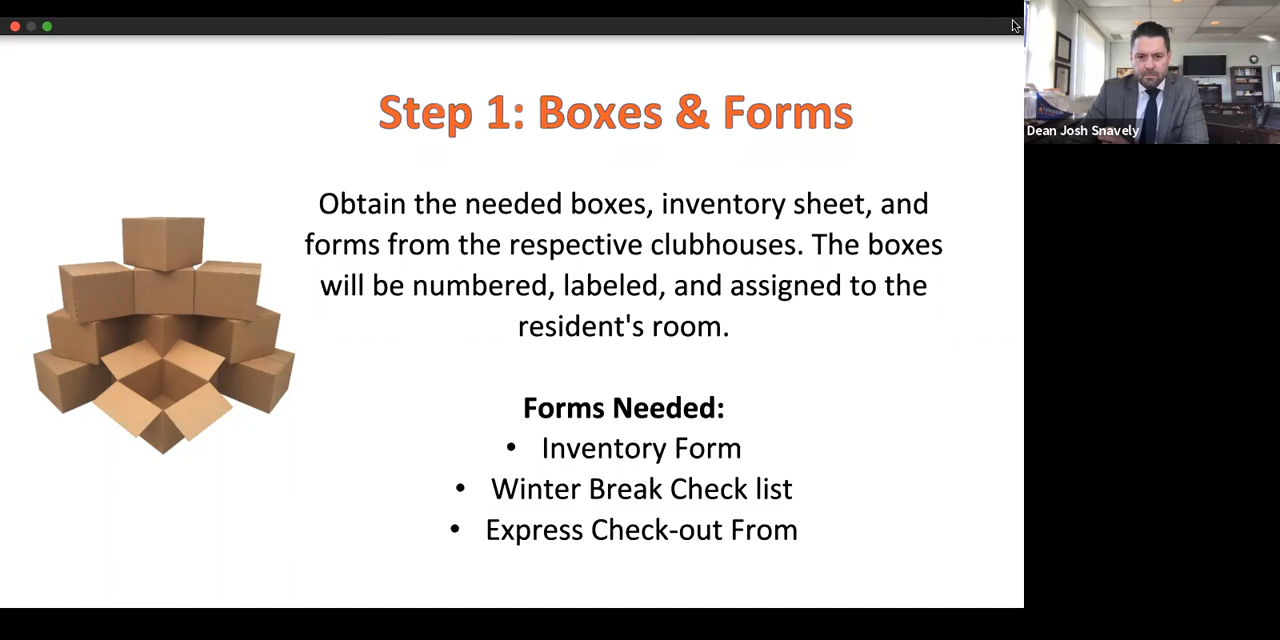 Step 1: Boxes & Forms
Obtain the needed boxes, inventory sheet, and
forms from the respective clubhouses. The boxes
will be numbered, labeled, and assigned to the
resident's room.
Forms Needed:
• Inventory Form
• Winter Break Check list
• Express Check-out From
Dean Josh Snavely